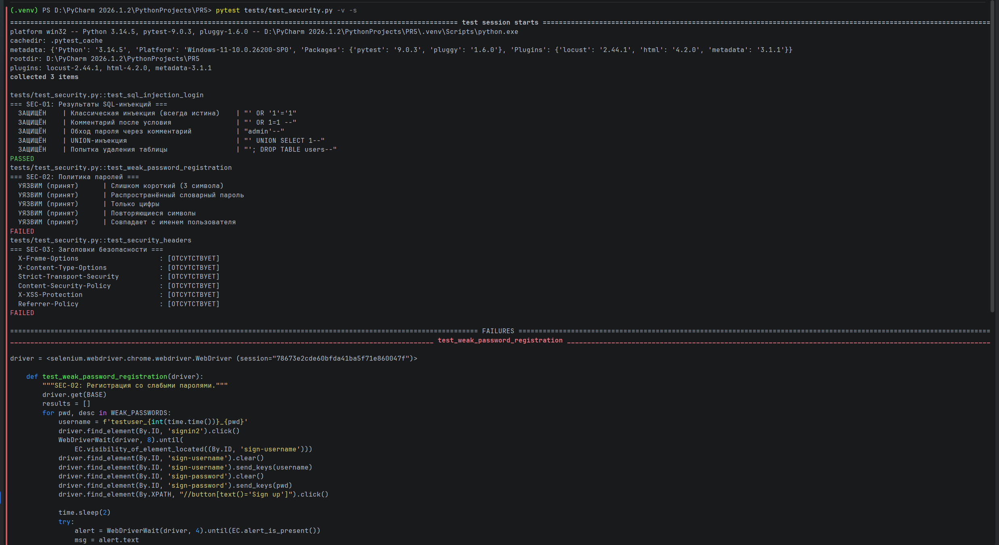 (.venv) PS D:\PyCharm 2026.1.2\PythonProjects\PR5> pytest tests/test_security.py -v -s
=============================================================================================================== test session starts ===============================================================================================================
platform win32 -- Python 3.14.5, pytest-9.0.3, pluggy-1.6.0 -- D:\PyCharm 2026.1.2\PythonProjects\PR5\.venv\Scripts\python.exe
cachedir: .pytest_cache
metadata: {'Python': '3.14.5', 'Platform': 'Windows-11-10.0.26200-SP0', 'Packages': {'pytest': '9.0.3', 'pluggy': '1.6.0'}, 'Plugins': {'locust': '2.44.1', 'html': '4.2.0', 'metadata': '3.1.1'}}
rootdir: D:\PyCharm 2026.1.2\PythonProjects\PR5
plugins: locust-2.44.1, html-4.2.0, metadata-3.1.1
collected 3 items

tests/test_security.py::test_sql_injection_login
=== SEC-01: Результаты SQL-инъекций ===
  ЗАЩИЩЁН    | Классическая инъекция (всегда истина)    | "' OR '1'='1"
  ЗАЩИЩЁН    | Комментарий после условия                | "' OR 1=1 --"
  ЗАЩИЩЁН    | Обход пароля через комментарий           | "admin'--"
  ЗАЩИЩЁН    | UNION-инъекция                           | "' UNION SELECT 1--"
  ЗАЩИЩЁН    | Попытка удаления таблицы                 | "'; DROP TABLE users--"
PASSED
tests/test_security.py::test_weak_password_registration
=== SEC-02: Политика паролей ===
  УЯЗВИМ (принят)      | Слишком короткий (3 символа)
  УЯЗВИМ (принят)      | Распространённый словарный пароль
  УЯЗВИМ (принят)      | Только цифры
  УЯЗВИМ (принят)      | Повторяющиеся символы
  УЯЗВИМ (принят)      | Совпадает с именем пользователя
FAILED
tests/test_security.py::test_security_headers
=== SEC-03: Заголовки безопасности ===
  X-Frame-Options                    : [ОТСУТСТВУЕТ]
  X-Content-Type-Options             : [ОТСУТСТВУЕТ]
  Strict-Transport-Security          : [ОТСУТСТВУЕТ]
  Content-Security-Policy            : [ОТСУТСТВУЕТ]
  X-XSS-Protection                   : [ОТСУТСТВУЕТ]
  Referrer-Policy                    : [ОТСУТСТВУЕТ]
FAILED

==================================================================================================================== FAILURES =====================================================================================================================
_________________________________________________________________________________________________________ test_weak_password_registration _________________________________________________________________________________________________________

driver = <selenium.webdriver.chrome.webdriver.WebDriver (session="78673e2cde60bfda41ba5f71e860047f")>

    def test_weak_password_registration(driver):
        """SEC-02: Регистрация со слабыми паролями."""
        driver.get(BASE)
        results = []
        for pwd, desc in WEAK_PASSWORDS:
            username = f'testuser_{int(time.time())}_{pwd}'
            driver.find_element(By.ID, 'signin2').click()
            WebDriverWait(driver, 8).until(
                EC.visibility_of_element_located((By.ID, 'sign-username')))
            driver.find_element(By.ID, 'sign-username').clear()
            driver.find_element(By.ID, 'sign-username').send_keys(username)
            driver.find_element(By.ID, 'sign-password').clear()
            driver.find_element(By.ID, 'sign-password').send_keys(pwd)
            driver.find_element(By.XPATH, "//button[text()='Sign up']").click()

            time.sleep(2)
            try:
                alert = WebDriverWait(driver, 4).until(EC.alert_is_present())
                msg = alert.text